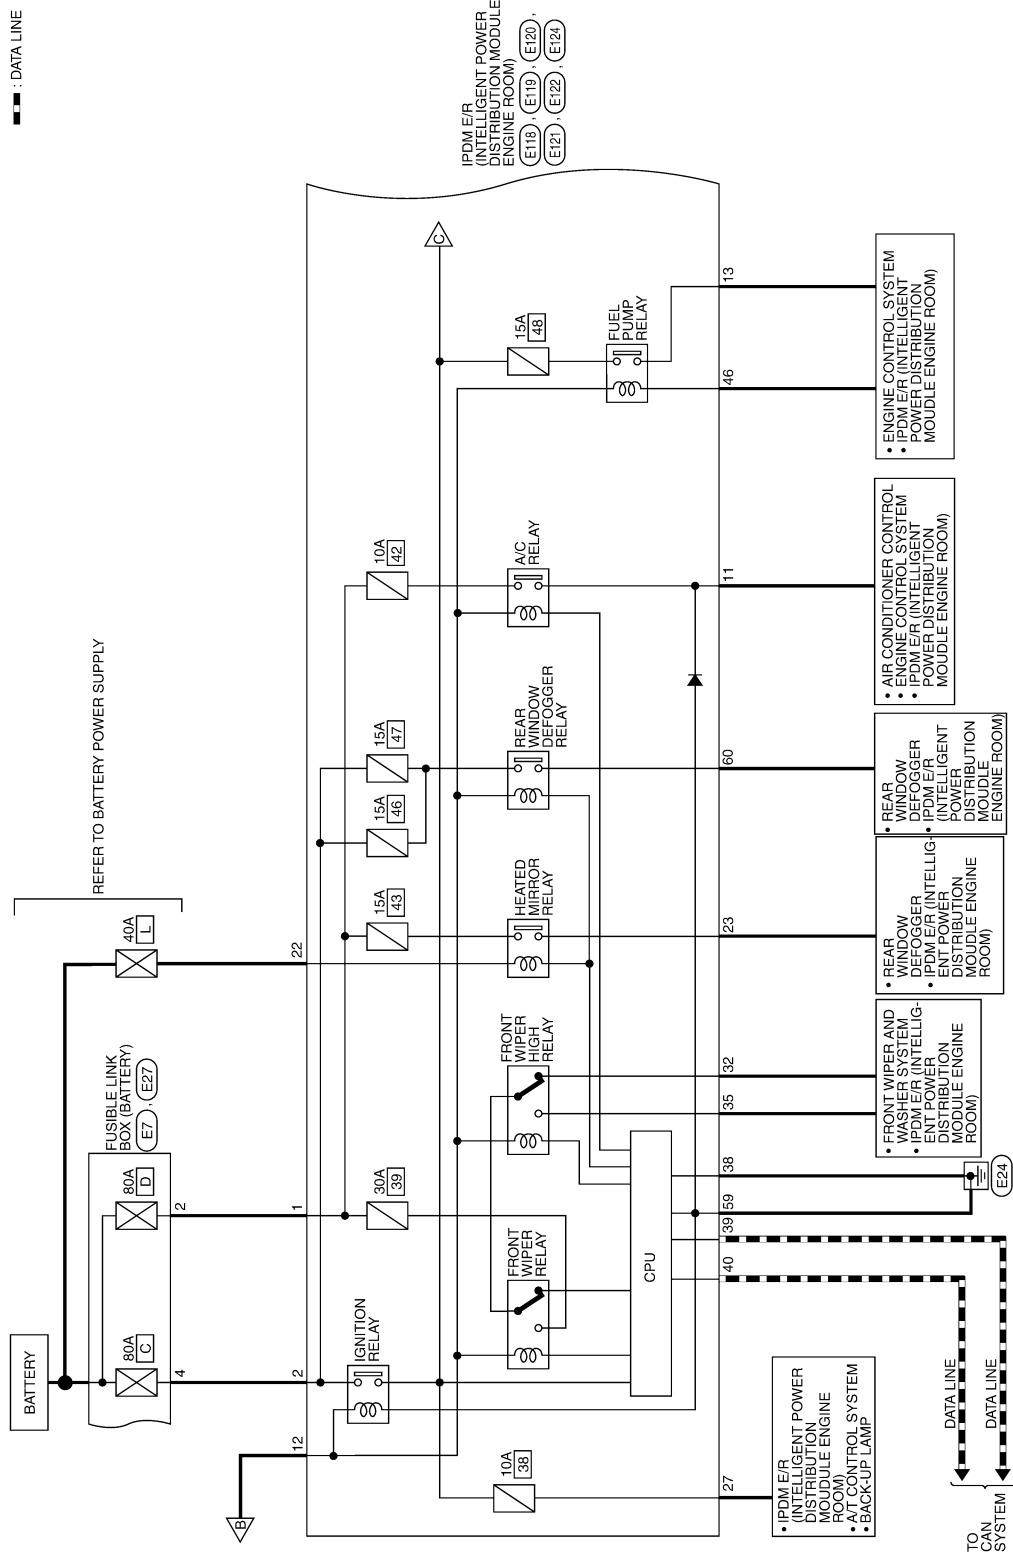 : DATA LINE
IPDM E/R
(INTELLIGENT POWER
DISTRIBUTION MODULE
ENGINE ROOM)
E118 , E119 , E120 ,
E121 , E122 , E124
REFER TO BATTERY POWER SUPPLY
BATTERY
FUSIBLE LINK
BOX (BATTERY)
E7 , E27
80A
C
80A
D
40A
L
4
2
B
12
2
1
22
C
IGNITION
RELAY
30A
39
15A
43
15A
46
15A
47
10A
42
15A
48
10A
38
FRONT
WIPER
RELAY
FRONT
WIPER
HIGH
RELAY
HEATED
MIRROR
RELAY
REAR
WINDOW
DEFOGGER
RELAY
A/C
RELAY
FUEL
PUMP
RELAY
CPU
27
40
39
59
38
35
32
23
60
11
46
13
• IPDM E/R
(INTELLIGENT POWER
DISTRIBUTION
MOUDULE ENGINE
ROOM)
• A/T CONTROL SYSTEM
• BACK-UP LAMP
DATA LINE
DATA LINE
TO
CAN
SYSTEM
E24
• FRONT WIPER AND
WASHER SYSTEM
• IPDM E/R (INTELLIG-
ENT POWER
DISTRIBUTION
MODULE ENGINE
ROOM)
• REAR
WINDOW
DEFOGGER
• IPDM E/R (INTELLIG-
ENT POWER
DISTRIBUTION
MOUDLE ENGINE
ROOM)
• REAR
WINDOW
DEFOGGER
• IPDM E/R
(INTELLIGENT
POWER
DISTRIBUTION
MOUDLE
ENGINE ROOM)
• AIR CONDITIONER CONTROL
• ENGINE CONTROL SYSTEM
• IPDM E/R (INTELLIGENT
POWER DISTRIBUTION
MOUDLE ENGINE ROOM)
• ENGINE CONTROL SYSTEM
• IPDM E/R (INTELLIGENT
POWER DISTRIBUTION
MOUDLE ENGINE ROOM)